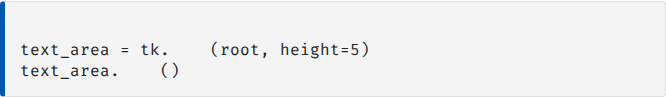 text_area = tk.    (root, height=5)
text_area.    ()